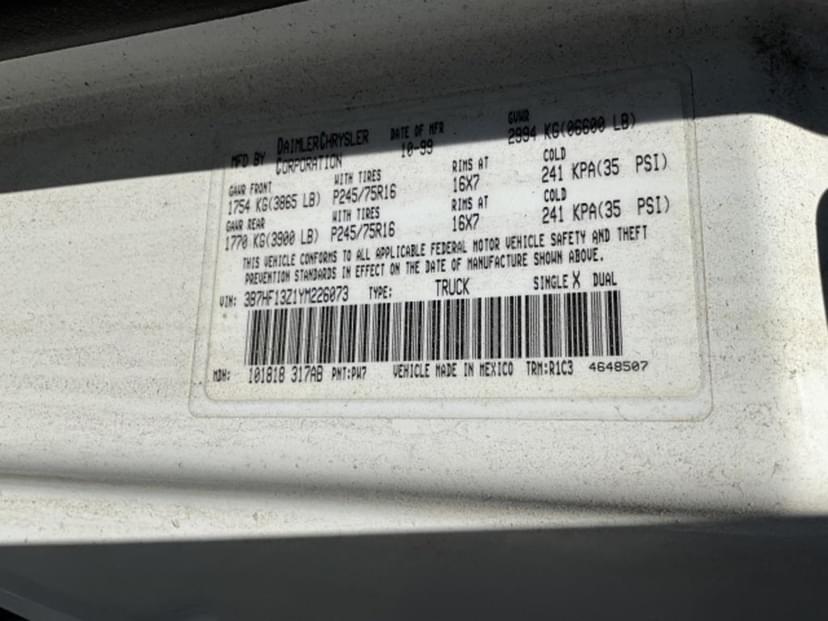 MFD BY DAIMLERCHRYSLER CORPORATION DATE OF MFR 10-99 GVWR 2994 KG(06600 LB)
GAWR FRONT WITH TIRES RIMS AT COLD
1754 KG(3865 LB) P245/75R16 16X7 241 KPA(35 PSI)
GAWR REAR WITH TIRES RIMS AT COLD
1770 KG(3900 LB) P245/75R16 16X7 241 KPA(35 PSI)
THIS VEHICLE CONFORMS TO ALL APPLICABLE FEDERAL MOTOR VEHICLE SAFETY AND THEFT
PREVENTION STANDARDS IN EFFECT ON THE DATE OF MANUFACTURE SHOWN ABOVE.
VIN: 3B7HF13Z1YM226073 TYPE: TRUCK SINGLE X DUAL
MDH: 101818 317AB PNT:PW7 VEHICLE MADE IN MEXICO TRM:R1C3 4648507